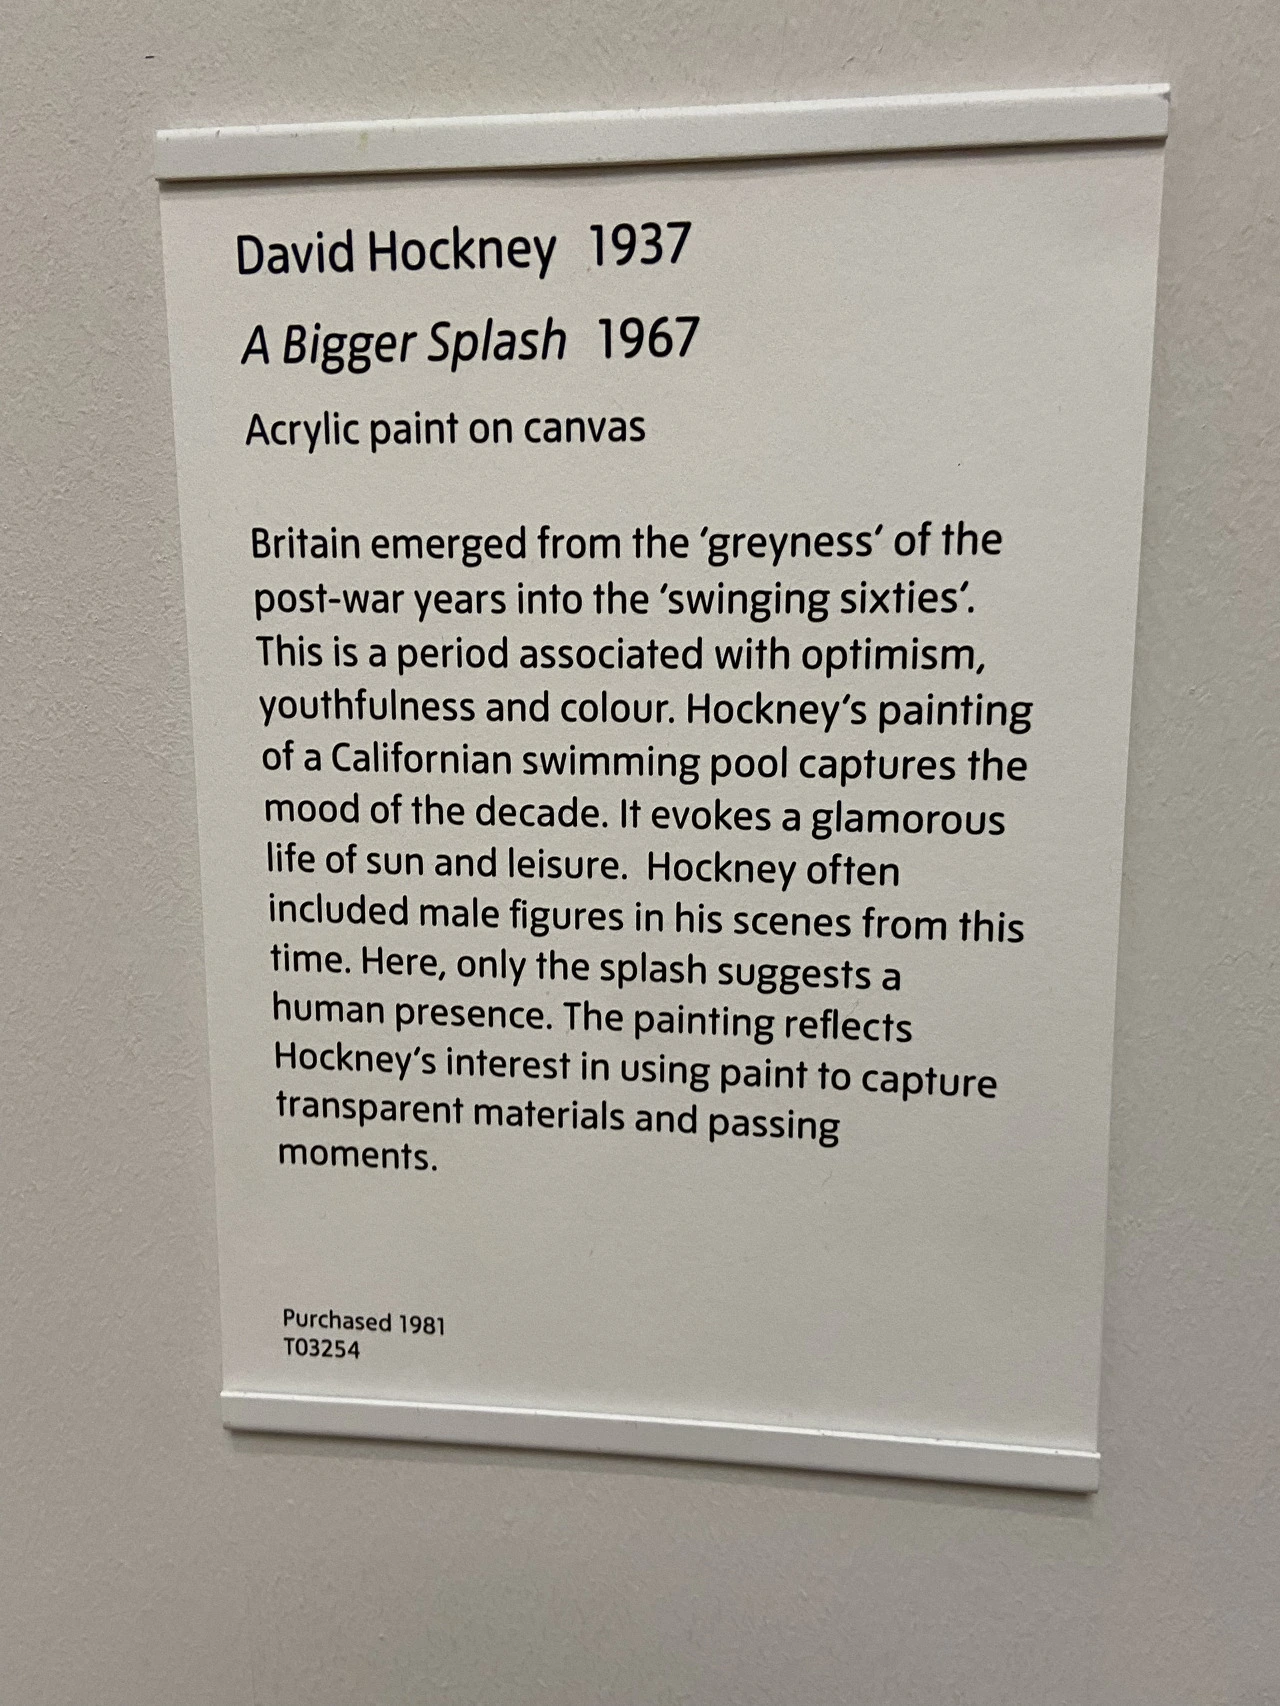 David Hockney 1937
A Bigger Splash 1967
Acrylic paint on canvas
Britain emerged from the ‘greyness’ of the
post-war years into the ‘swinging sixties’.
This is a period associated with optimism,
youthfulness and colour. Hockney’s painting
of a Californian swimming pool captures the
mood of the decade. It evokes a glamorous
life of sun and leisure.  Hockney often
included male figures in his scenes from this
time. Here, only the splash suggests a
human presence. The painting reflects
Hockney’s interest in using paint to capture
transparent materials and passing
moments.
Purchased 1981
T03254